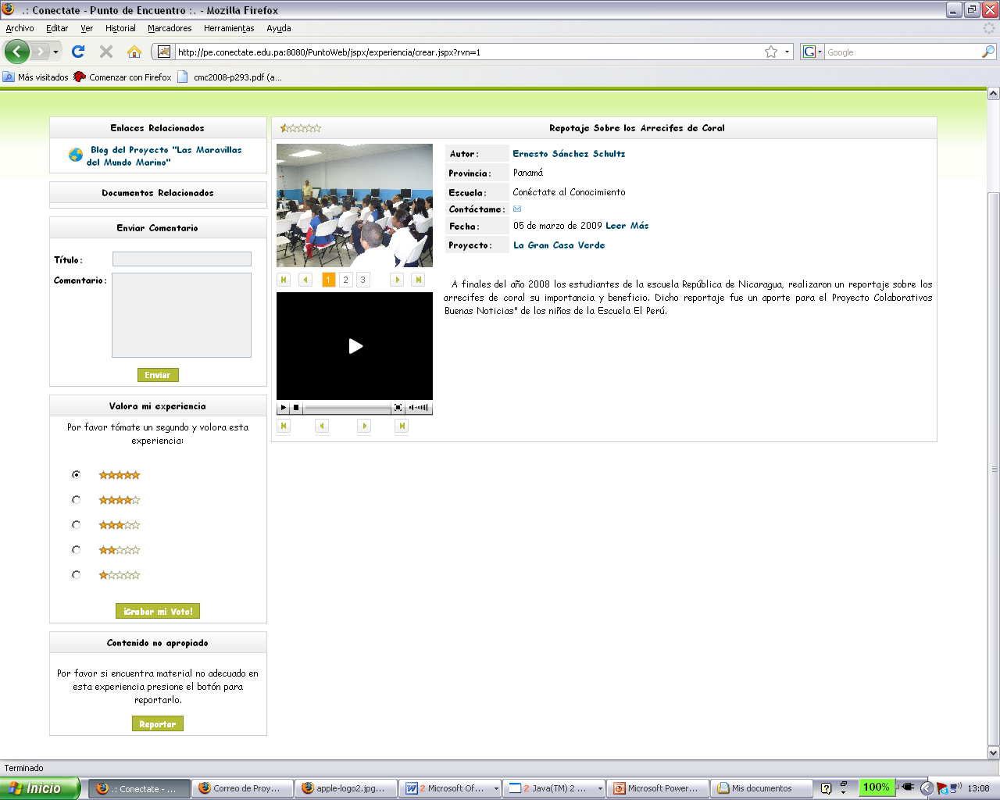 .: Conectate - Punto de Encuentro :. - Mozilla Firefox
Archivo Editar Ver Historial Marcadores Herramientas Ayuda
http://pe.conectate.edu.pa:8080/PuntoWeb/jspx/experiencia/crear.jspx?rvn=1
Google
Más visitados Comenzar con Firefox cmc2008-p293.pdf (a...
Enlaces Relacionados
Blog del Proyecto "Las Maravillas
del Mundo Marino"
Documentos Relacionados
Enviar Comentario
Título:
Comentario:
Enviar
Valora mi experiencia
Por favor tómate un segundo y volora esta
experiencia:
¡Grabar mi Voto!
Contenido no apropiado
Por favor si encuentra material no adecuado en
esta experiencia presione el botón para
reportarlo.
Reportar
Repotaje Sobre los Arrecifes de Coral
Autor: Ernesto Sánchez Schultz
Provincia: Panamá
Escuela: Conéctate al Conocimiento
Contáctame:
Fecha: 05 de marzo de 2009 Leer Más
Proyecto: La Gran Casa Verde
1 2 3
A finales del año 2008 los estudiantes de la escuela República de Nicaragua, realizaron un reportaje sobre los
arrecifes de coral su importancia y beneficio. Dicho reportaje fue un aporte para el Proyecto Colaborativos
Buenas Noticias" de los niños de la Escuela El Perú.
Terminado
Inicio .: Conectate - ... Correo de Proy... apple-logo2.jpg... 2 Microsoft Of... 2 Java(TM) 2 ... Microsoft Power... Mis documentos 100% 13:08